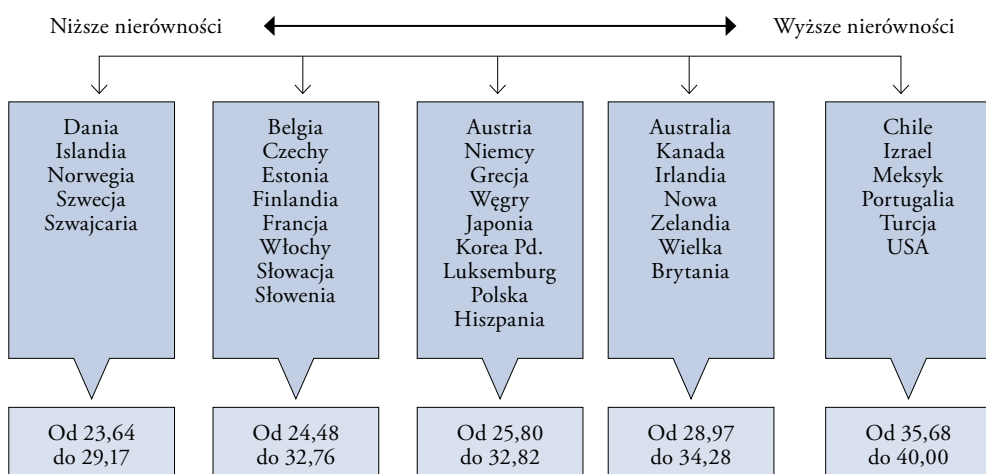 Niższe nierówności
Wyższe nierówności
Dania
Islandia
Norwegia
Szwecja
Szwajcaria
Belgia
Czechy
Estonia
Finlandia
Francja
Włochy
Słowacja
Słowenia
Austria
Niemcy
Grecja
Węgry
Japonia
Korea Pd.
Luksemburg
Polska
Hiszpania
Australia
Kanada
Irlandia
Nowa
Zelandia
Wielka
Brytania
Chile
Izrael
Meksyk
Portugalia
Turcja
USA
Od 23,64
do 29,17
Od 24,48
do 32,76
Od 25,80
do 32,82
Od 28,97
do 34,28
Od 35,68
do 40,00